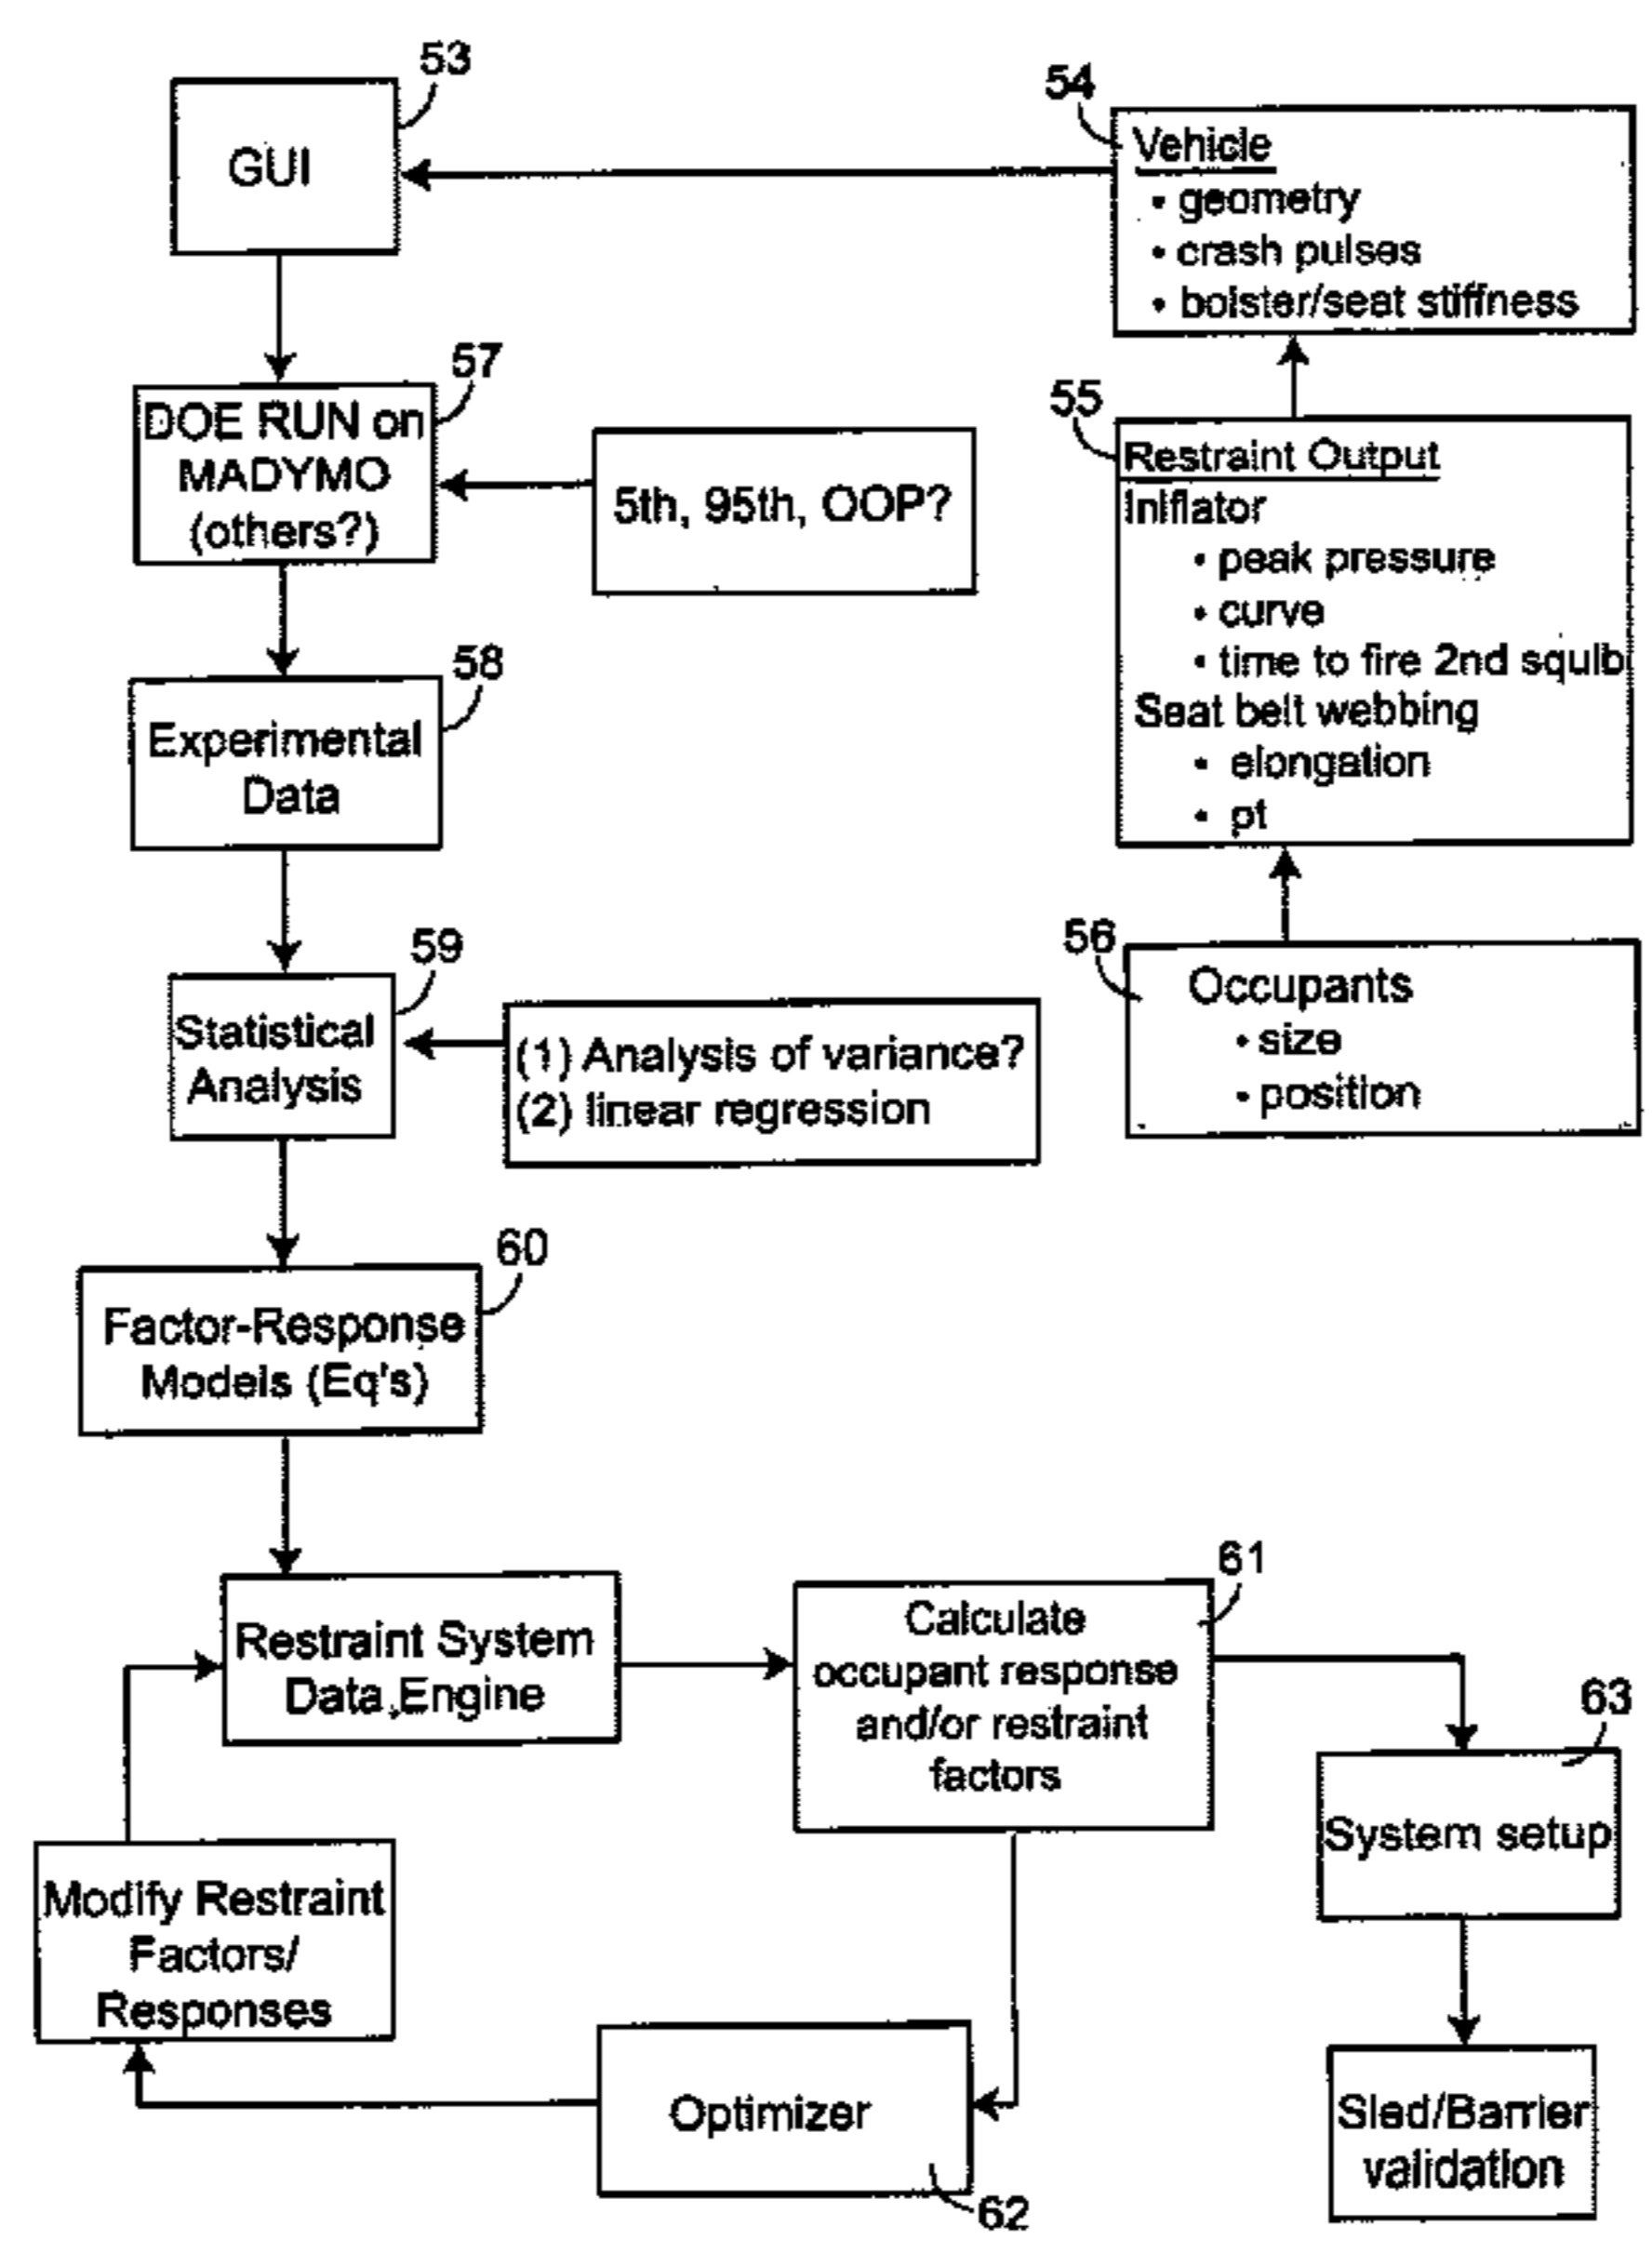 53
GUI
54
Vehicle
• geometry
• crash pulses
• bolster/seat stiffness
57
DOE RUN on
MADYMO
(others?)
5th, 95th, OOP?
55
Restraint Output
Iniflator
• peak pressure
• curve
• time to fire 2nd squib
Seat belt webbing
• elongation
• pt
58
Experimental
Data
56
Occupants
• size
• position
59
Statistical
Analysis
(1) Analysis of variance?
(2) linear regression
60
Factor-Response
Models (Eq's)
Restraint System
Data Engine
61
Calculate
occupant response
and/or restraint
factors
63
System setup
Modify Restraint
Factors/
Responses
Optimizer
62
Sled/Barrier
validation